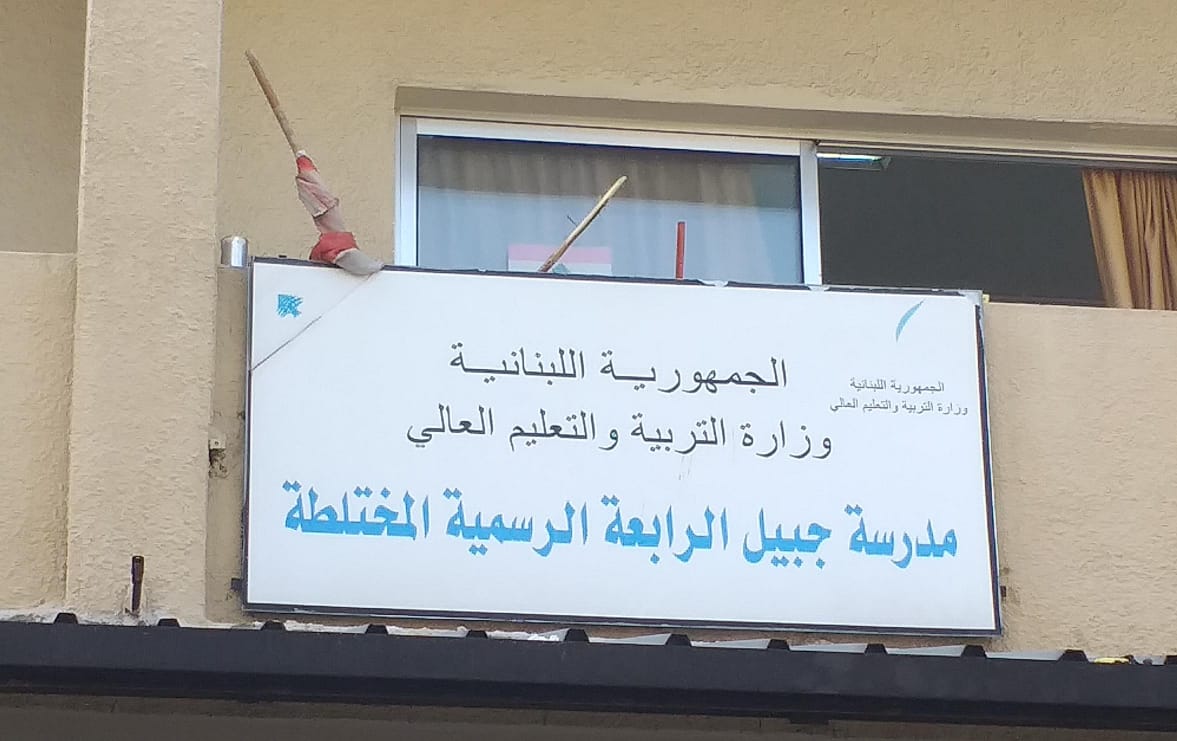 الجمهورية اللبنانية
وزارة التربية والتعليم العالي
الجمهورية اللبنانية
وزارة التربية والتعليم العالي
مدرسة جبيل الرابعة الرسمية المختلطة